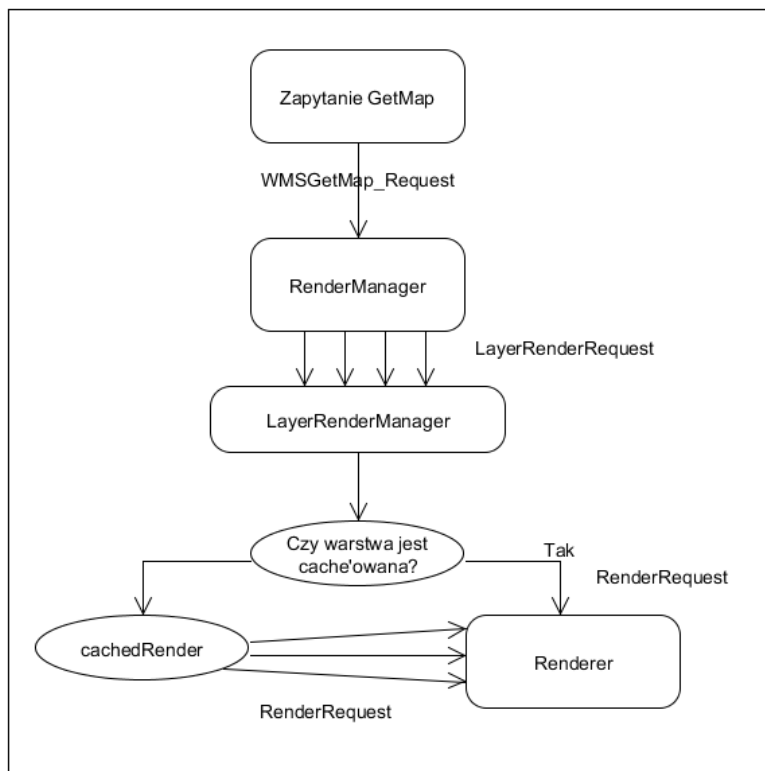 Zapytanie GetMap
WMSGetMap_Request
RenderManager
LayerRenderRequest
LayerRenderManager
Czy warstwa jest
cache'owana?
Tak
RenderRequest
cachedRender
Renderer
RenderRequest